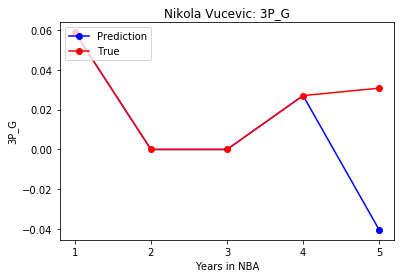 Nikola Vucevic: 3P_G
Prediction
True
0.06
0.04
0.02
0.00
−0.02
−0.04
3P_G
1 2 3 4 5
Years in NBA